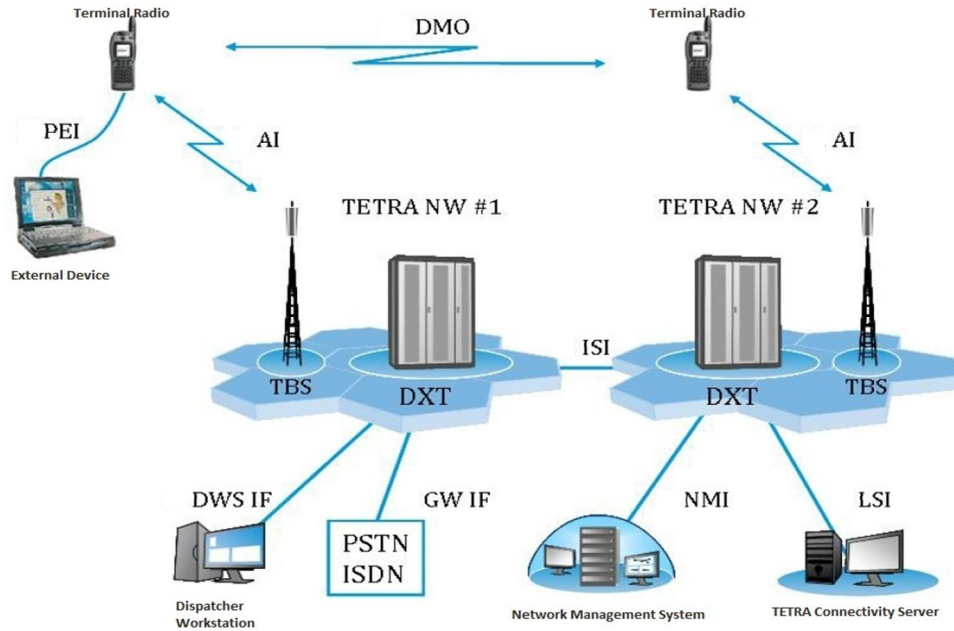 Terminal Radio
Terminal Radio
DMO
PEI
AI
AI
External Device
TETRA NW #1
TETRA NW #2
ISI
TBS
DXT
DXT
TBS
DWS IF
GW IF
NMI
LSI
PSTN
ISDN
Dispatcher
Workstation
Network Management System
TETRA Connectivity Server